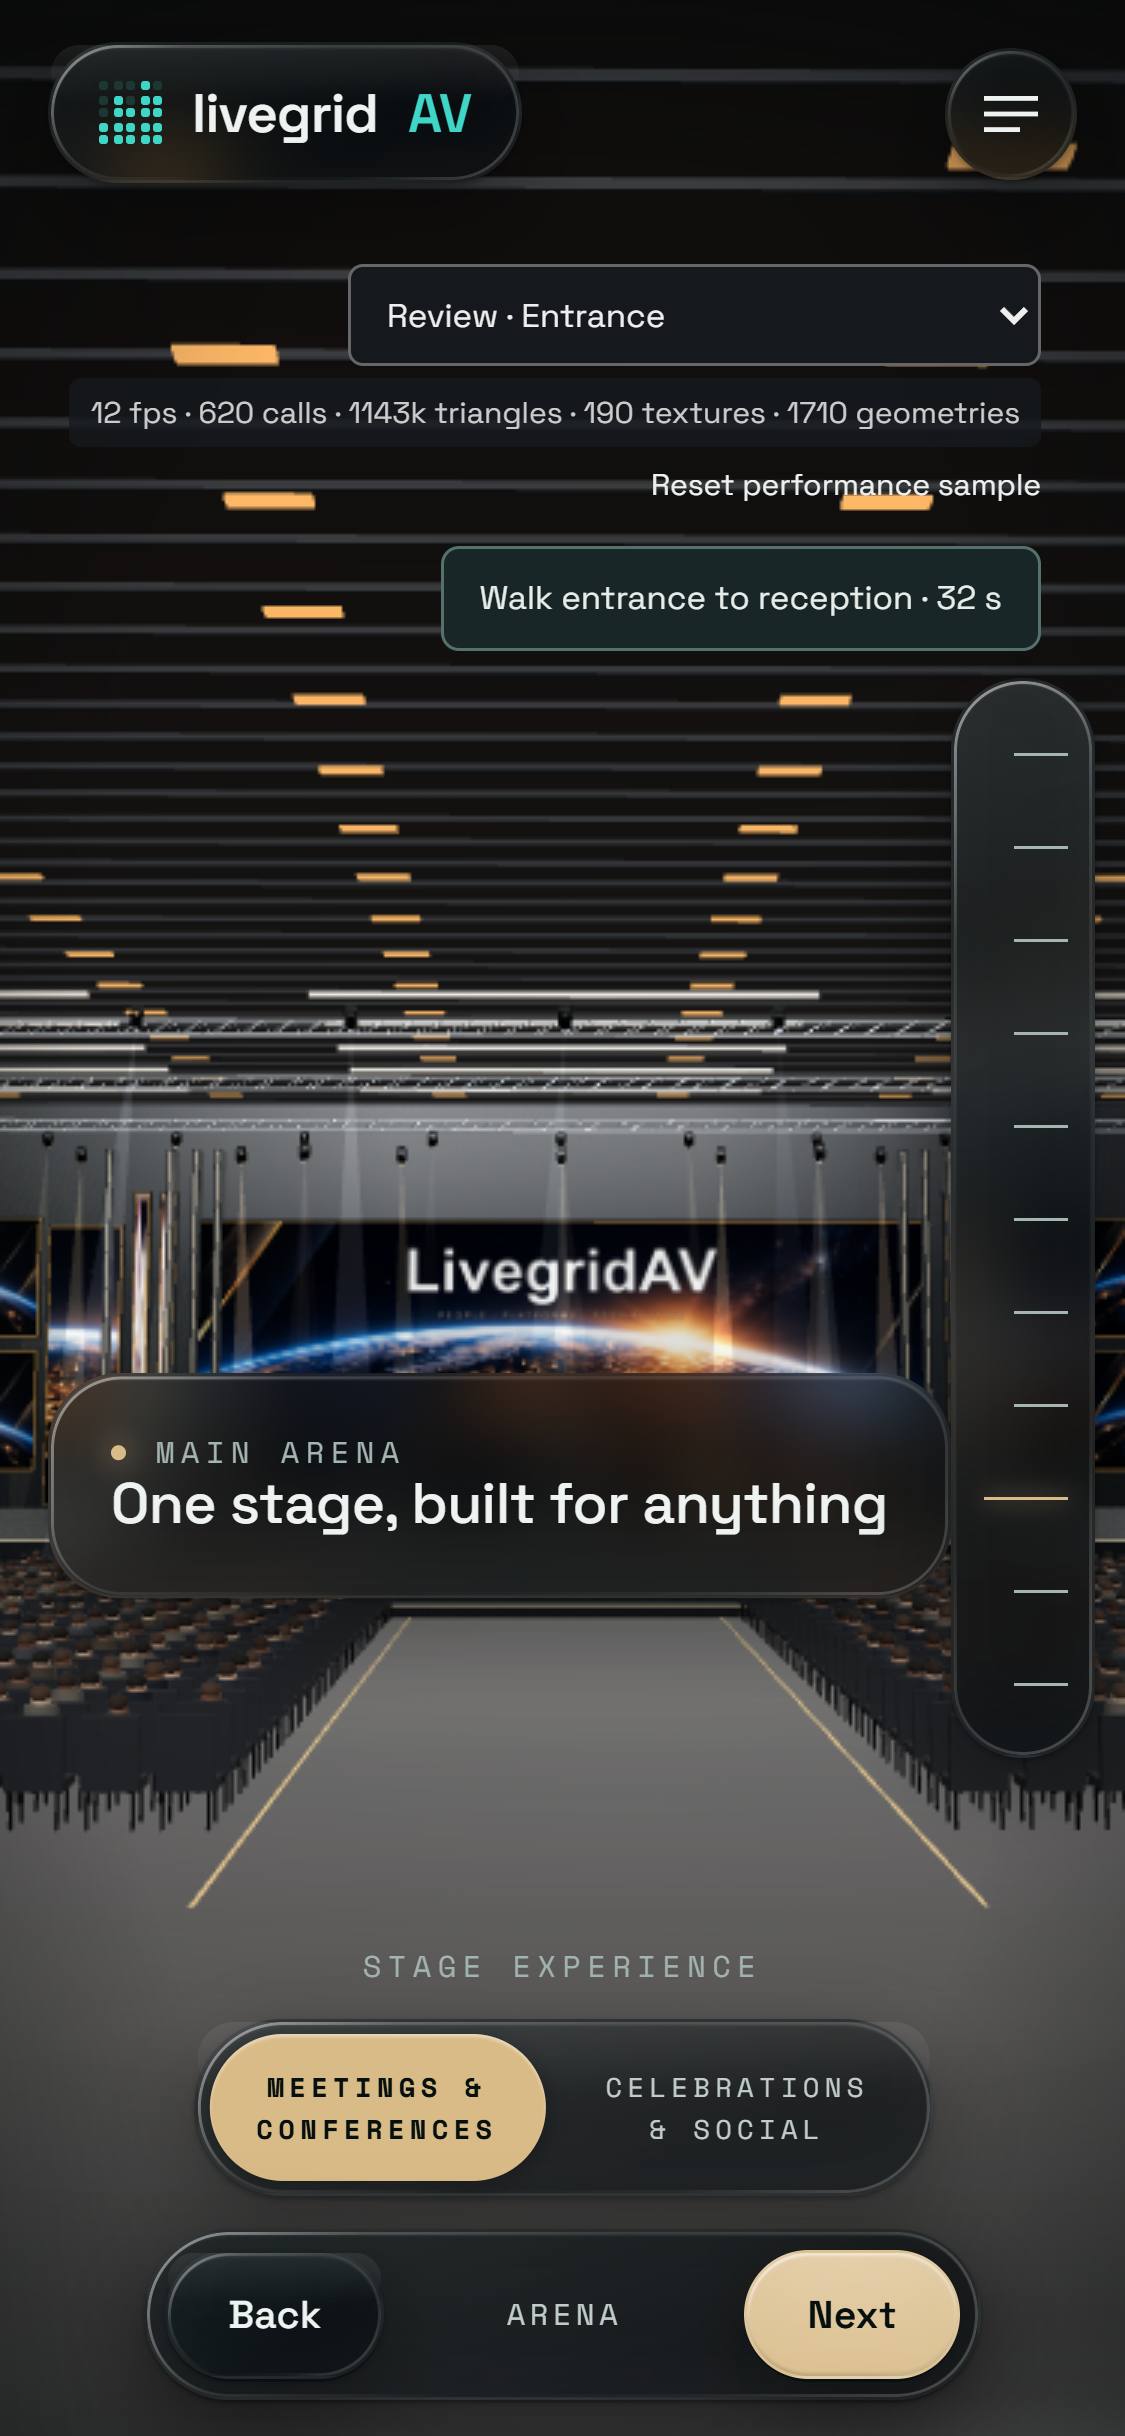 livegrid AV
Review · Entrance
12 fps · 620 calls · 1143k triangles · 190 textures · 1710 geometries
Reset performance sample
Walk entrance to reception · 32 s
LivegridAV
MAIN ARENA
One stage, built for anything
STAGE EXPERIENCE
MEETINGS &
CONFERENCES
CELEBRATIONS
& SOCIAL
Back
ARENA
Next